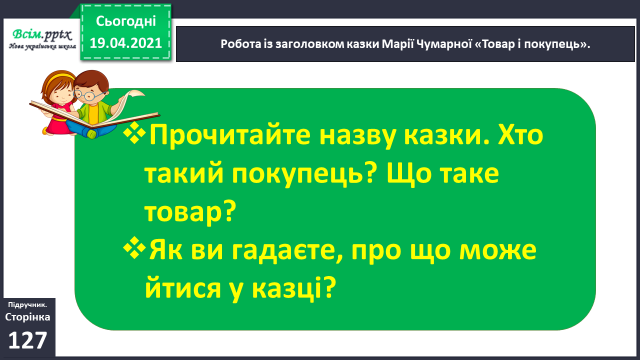 Всім.pptx
Нова українська школа
Сьогодні
19.04.2021
Робота із заголовком казки Марії Чумарної «Товар і покупець».
❖Прочитайте назву казки. Хто
такий покупець? Що таке
товар?
❖Як ви гадаєте, про що може
йтися у казці?
Підручник.
Сторінка
127